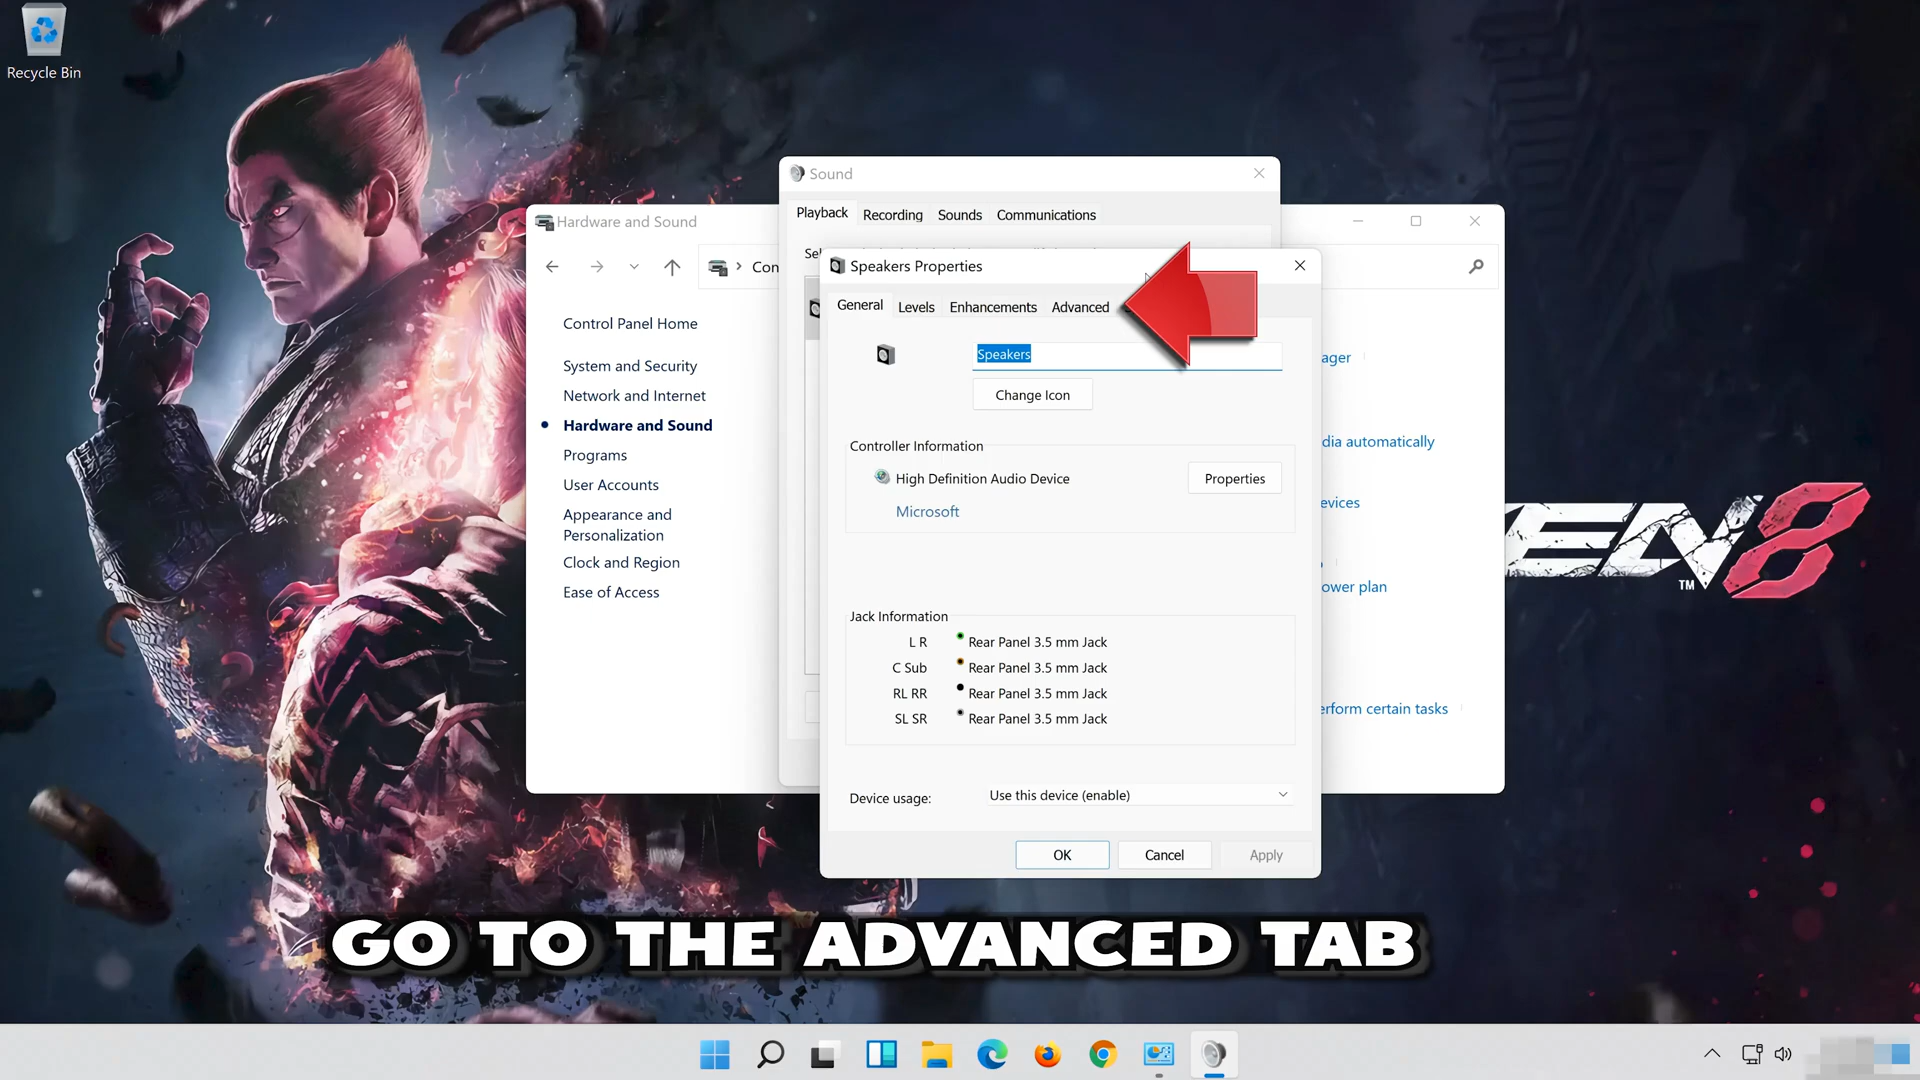 Recycle Bin
Sound
Playback
Recording
Sounds
Communications
Hardware and Sound
Con
Control Panel Home
System and Security
Network and Internet
Hardware and Sound
Programs
User Accounts
Appearance and
Personalization
Clock and Region
Ease of Access
Speakers Properties
General
Levels
Enhancements
Advanced
Speakers
Change Icon
Controller Information
High Definition Audio Device
Properties
Microsoft
Jack Information
L R
Rear Panel 3.5 mm Jack
C Sub
Rear Panel 3.5 mm Jack
RL RR
Rear Panel 3.5 mm Jack
SL SR
Rear Panel 3.5 mm Jack
Device usage:
Use this device (enable)
OK
Cancel
Apply
ager
dia automatically
evices
ower plan
erform certain tasks
KEN 8
TM
GO TO THE ADVANCED TAB